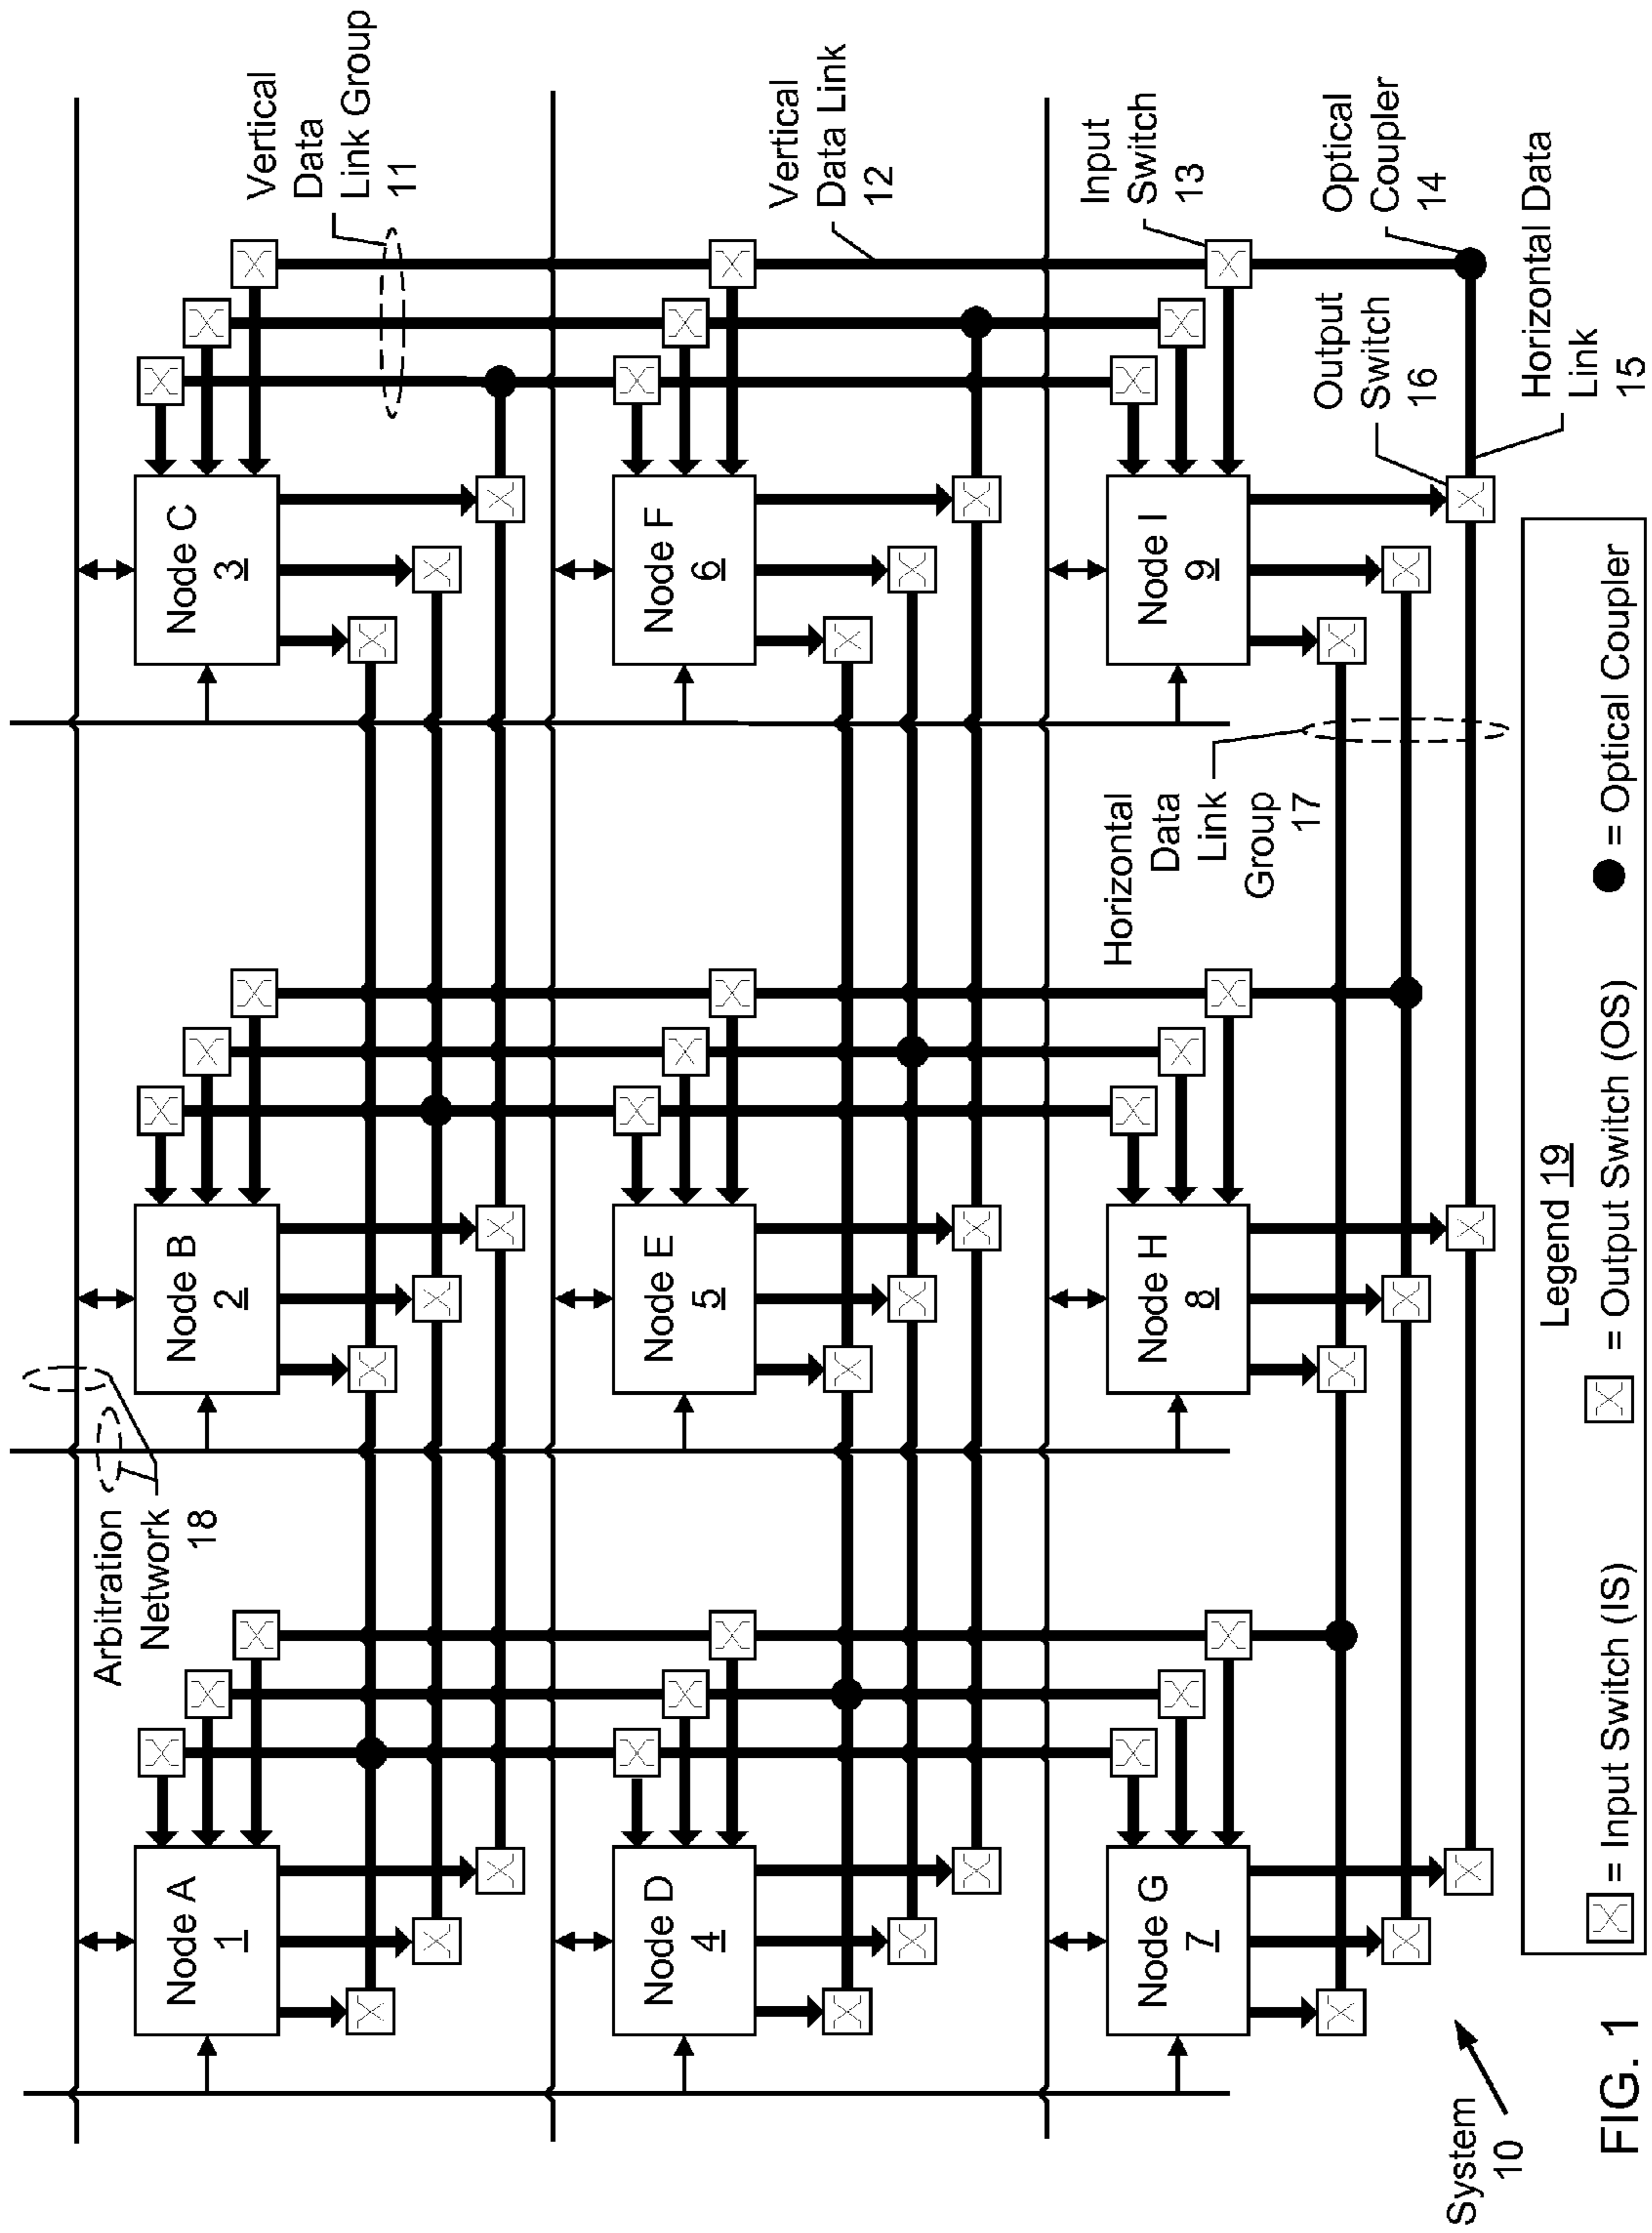 Arbitration
Network
18
Vertical
Data
Link Group
11
Node A
1
Node B
2
Node C
3
Vertical
Data Link
12
Node D
4
Node E
5
Node F
6
Input
Switch
13
Node G
7
Node H
8
Node I
9
Horizontal
Data
Link
Group
17
Output
Switch
16
Optical
Coupler
14
Horizontal Data
Link
15
System
10
Legend 19
= Input Switch (IS)
= Output Switch (OS)
= Optical Coupler
FIG. 1